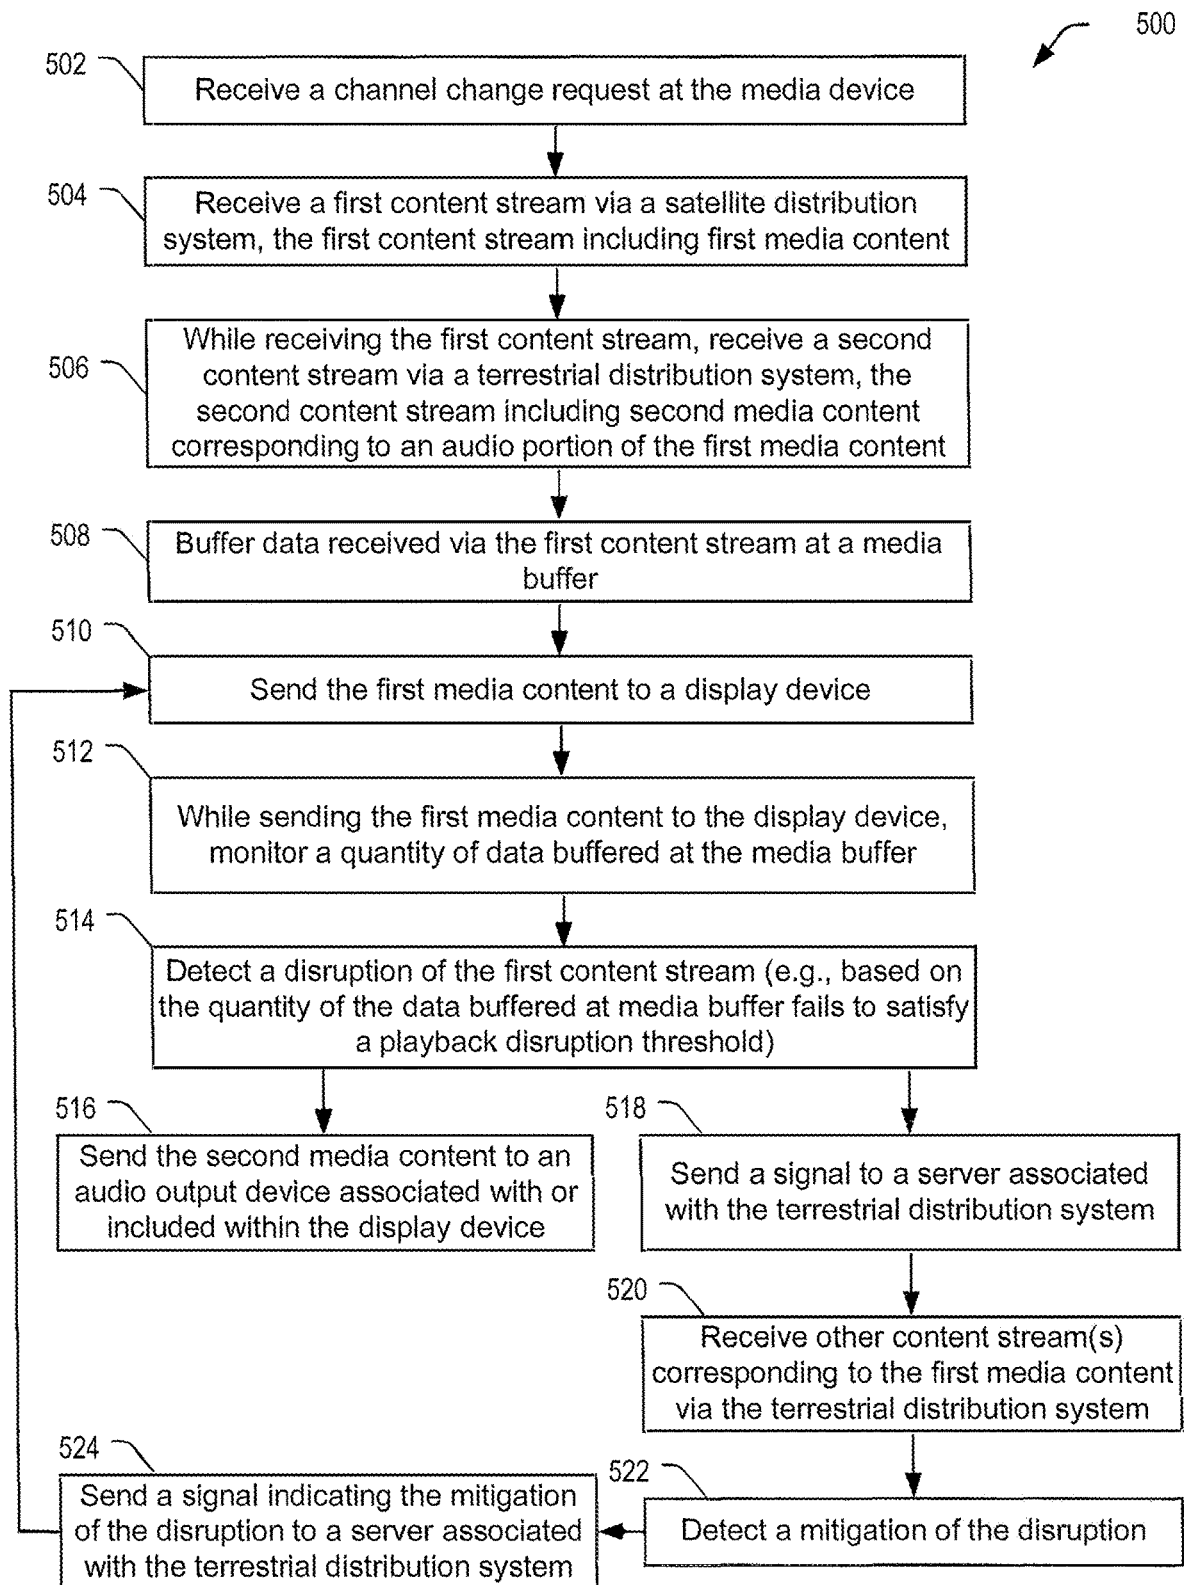 500
502
Receive a channel change request at the media device
504
Receive a first content stream via a satellite distribution
system, the first content stream including first media content
506
While receiving the first content stream, receive a second
content stream via a terrestrial distribution system, the
second content stream including second media content
corresponding to an audio portion of the first media content
508
Buffer data received via the first content stream at a media
buffer
510
Send the first media content to a display device
512
While sending the first media content to the display device,
monitor a quantity of data buffered at the media buffer
514
Detect a disruption of the first content stream (e.g., based on
the quantity of the data buffered at media buffer fails to satisfy
a playback disruption threshold)
516
Send the second media content to an
audio output device associated with or
included within the display device
518
Send a signal to a server associated
with the terrestrial distribution system
520
Receive other content stream(s)
corresponding to the first media content
via the terrestrial distribution system
522
Detect a mitigation of the disruption
524
Send a signal indicating the mitigation
of the disruption to a server associated
with the terrestrial distribution system